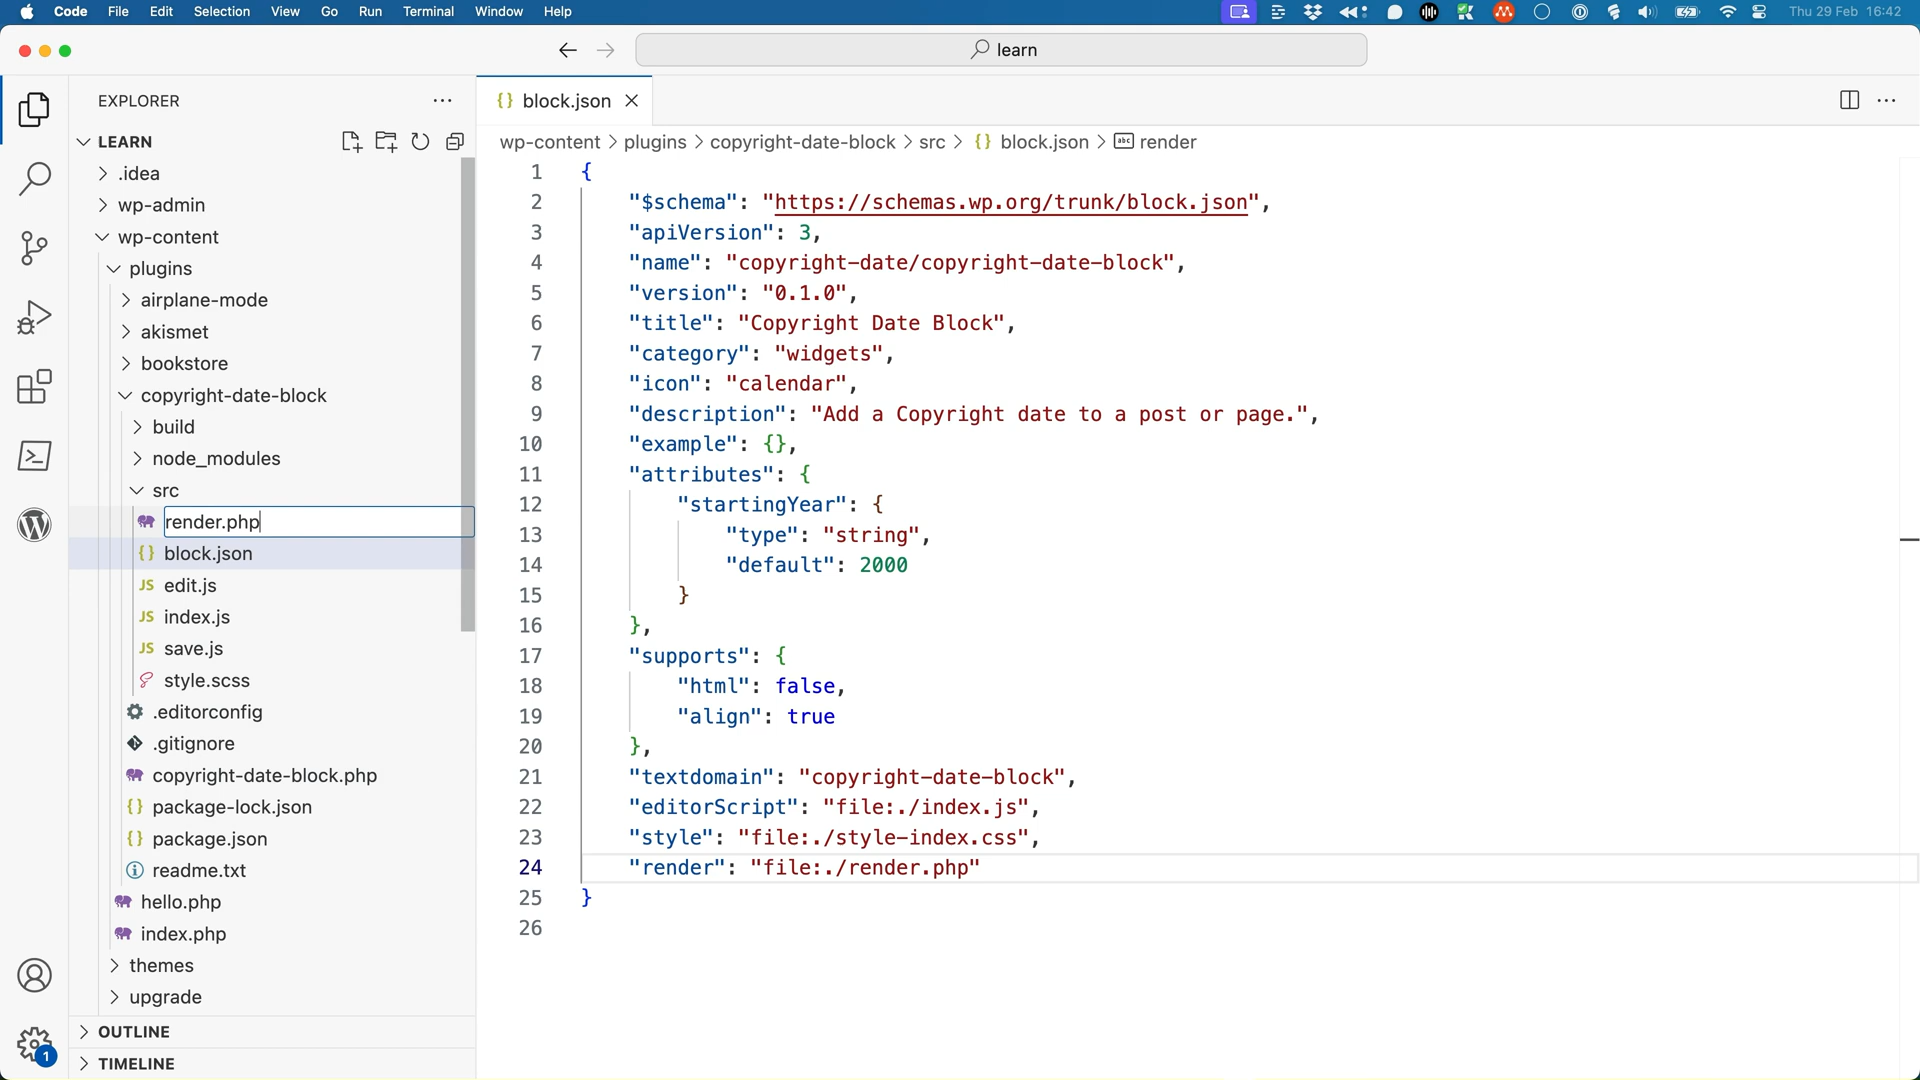 Code File Edit Selection View Go Run Terminal Window Help Thu 29 Feb 16:42
learn
EXPLORER
LEARN
.idea
wp-admin
wp-content
plugins
airplane-mode
akismet
bookstore
copyright-date-block
build
node_modules
src
render.php
{} block.json
JS edit.js
JS index.js
JS save.js
style.scss
.editorconfig
.gitignore
copyright-date-block.php
{} package-lock.json
{} package.json
readme.txt
hello.php
index.php
themes
upgrade
OUTLINE
TIMELINE
1
{} block.json
wp-content > plugins > copyright-date-block > src > {} block.json > abc render
1 {
2 "$schema": "https://schemas.wp.org/trunk/block.json",
3 "apiVersion": 3,
4 "name": "copyright-date/copyright-date-block",
5 "version": "0.1.0",
6 "title": "Copyright Date Block",
7 "category": "widgets",
8 "icon": "calendar",
9 "description": "Add a Copyright date to a post or page.",
10 "example": {},
11 "attributes": {
12 "startingYear": {
13 "type": "string",
14 "default": 2000
15 }
16 },
17 "supports": {
18 "html": false,
19 "align": true
20 },
21 "textdomain": "copyright-date-block",
22 "editorScript": "file:./index.js",
23 "style": "file:./style-index.css",
24 "render": "file:./render.php"
25 }
26